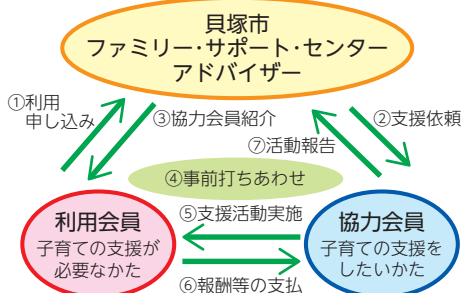 貝塚市
ファミリー･サポート･センター
アドバイザー
①利用
申し込み
③協力会員紹介
②支援依頼
⑦活動報告
④事前打ちあわせ
利用会員
子育ての支援が
必要なかた
⑤支援活動実施
⑥報酬等の支払
協力会員
子育ての支援を
したいかた